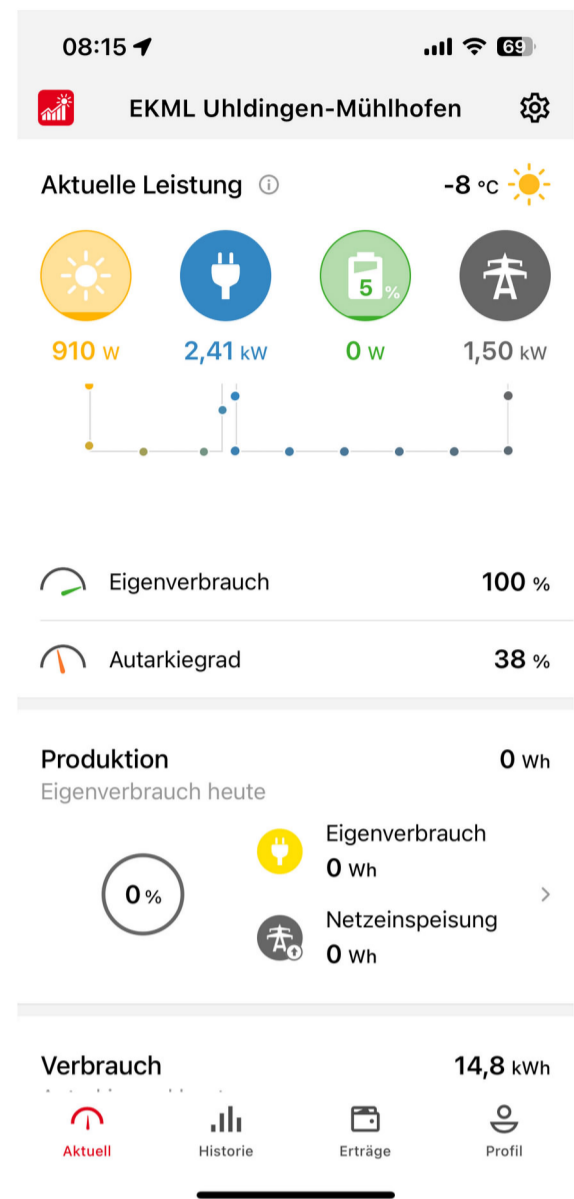 08:15
69
EKML Uhldingen-Mühlhofen
Aktuelle Leistung
-8 °C
5 %
910 W
2,41 kW
0 W
1,50 kW
Eigenverbrauch
100 %
Autarkiegrad
38 %
Produktion
0 Wh
Eigenverbrauch heute
0 %
Eigenverbrauch
0 Wh
Netzeinspeisung
0 Wh
Verbrauch
14,8 kWh
Aktuell
Historie
Erträge
Profil